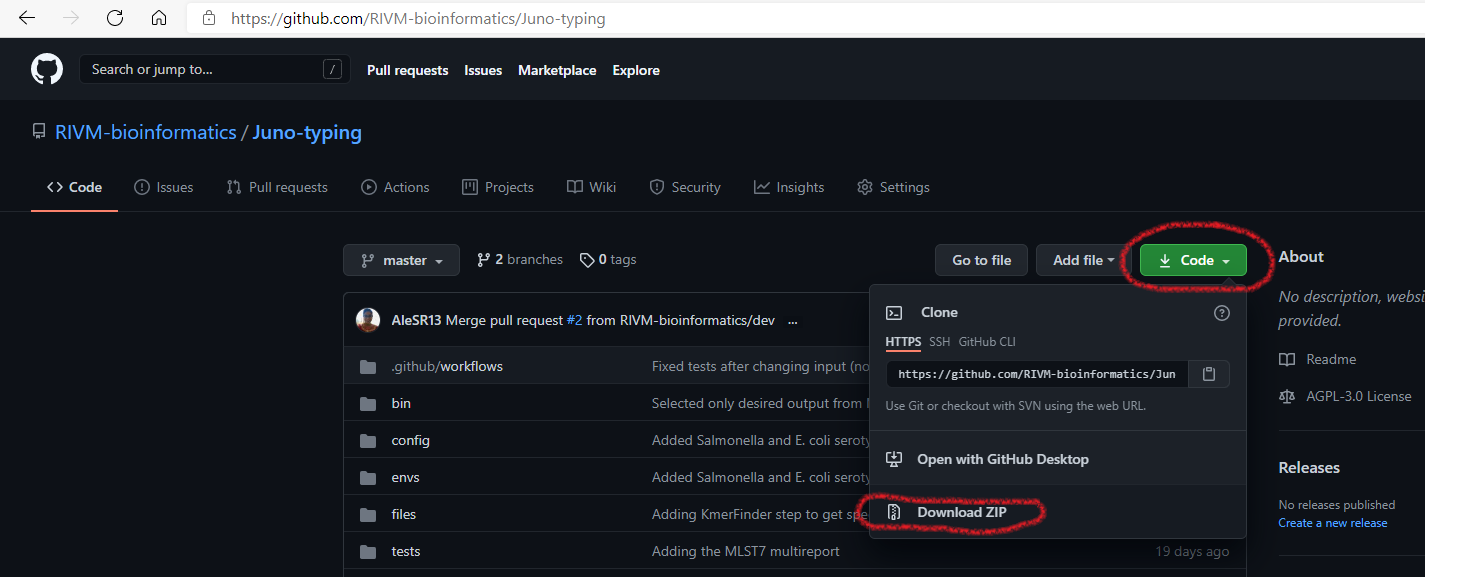 https://github.com/RIVM-bioinformatics/Juno-typing
Search or jump to... /
Pull requests Issues Marketplace Explore
RIVM-bioinformatics / Juno-typing
<> Code Issues Pull requests Actions Projects Wiki Security Insights Settings
master 2 branches 0 tags Go to file Add file Code
About
No description, websi
provided.
Readme
AGPL-3.0 License
Releases
No releases published
Create a new release
AleSR13 Merge pull request #2 from RIVM-bioinformatics/dev ...
.github/workflows Fixed tests after changing input (no
bin Selected only desired output from
config Added Salmonella and E. coli seroty
envs Added Salmonella and E. coli seroty
files Adding KmerFinder step to get spe
tests Adding the MLST7 multireport 19 days ago
Clone
HTTPS SSH GitHub CLI
https://github.com/RIVM-bioinformatics/Jun
Use Git or checkout with SVN using the web URL.
Open with GitHub Desktop
Download ZIP